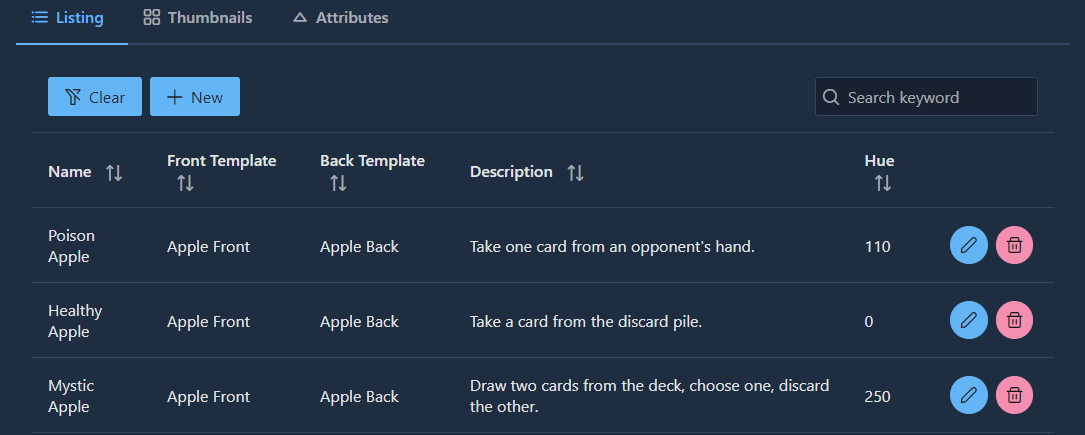 Listing Thumbnails Attributes
Clear New Search keyword
Name Front Template Back Template Description Hue
Poison
Apple Apple Front Apple Back Take one card from an opponent's hand. 110
Healthy
Apple Apple Front Apple Back Take a card from the discard pile. 0
Mystic
Apple Apple Front Apple Back Draw two cards from the deck, choose one, discard
the other. 250